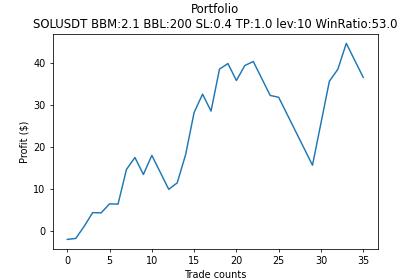 Portfolio
SOLUSDT BBM:2.1 BBL:200 SL:0.4 TP:1.0 lev:10 WinRatio:53.0
40
30
20
10
0
Profit ($)
0 5 10 15 20 25 30 35
Trade counts